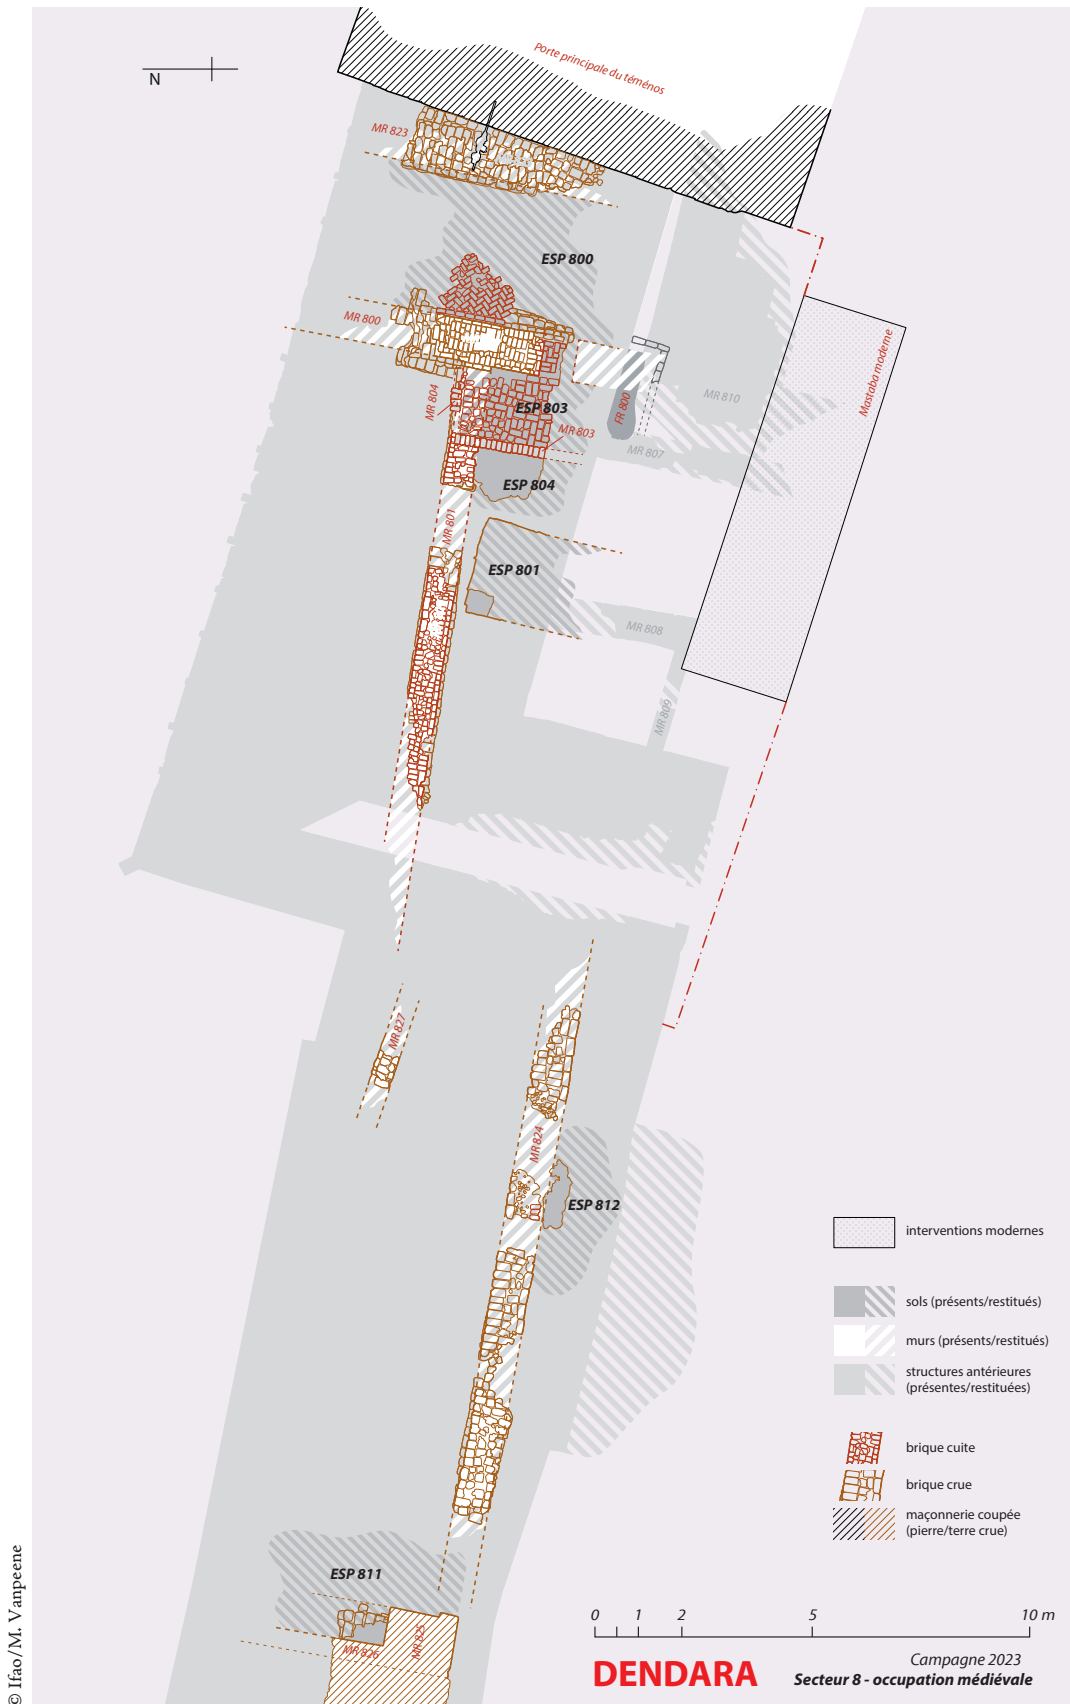 Porte principale du téménos
N
MR 823
ESP 800
MR 800
Mastaba moderne
MR 804
ESP 803
FR 800
MR 810
MR 803
MR 807
ESP 804
MR 801
ESP 801
MR 808
MR 809
MR 827
MR 824
ESP 812
interventions modernes
sols (présents/restitués)
murs (présents/restitués)
structures antérieures
(présentes/restituées)
brique cuite
brique crue
maçonnerie coupée
(pierre/terre crue)
ESP 811
MR 825
MR 826
0 1 2 5 10 m
DENDARA
Campagne 2023
Secteur 8 - occupation médiévale
© Ifao/M. Vanpeene